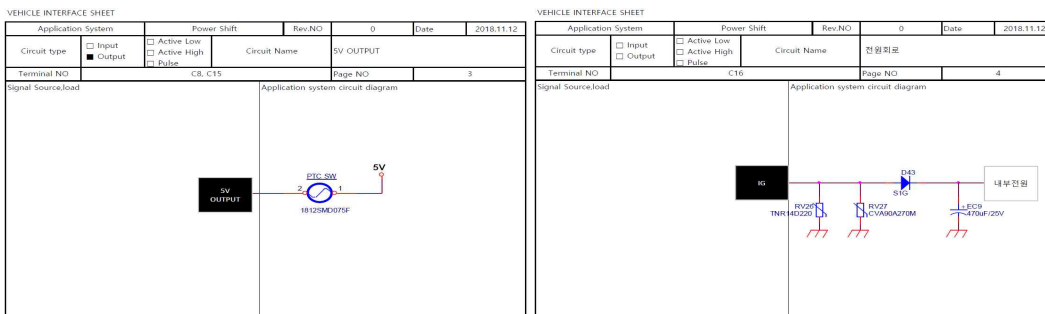 VEHICLE INTERFACE SHEET
Application System Power Shift Rev.NO 0 Date 2018.11.12
Circuit type □ Input ■ Output □ Active Low □ Active High □ Pulse Circuit Name 5V OUTPUT
Terminal NO C8, C15 Page NO 3
Signal Source,load Application system circuit diagram
5V
PTC SW
2 1
5V
OUTPUT
1812SMD075F
VEHICLE INTERFACE SHEET
Application System Power Shift Rev.NO 0 Date 2018.11.12
Circuit type □ Input □ Output □ Active Low □ Active High □ Pulse Circuit Name 전원회로
Terminal NO C16 Page NO 4
Signal Source,load Application system circuit diagram
D43
IG
S1G
내부전원
RV26
TNR14D220
RV27
CVA90A270M
+EC9
470uF/25V